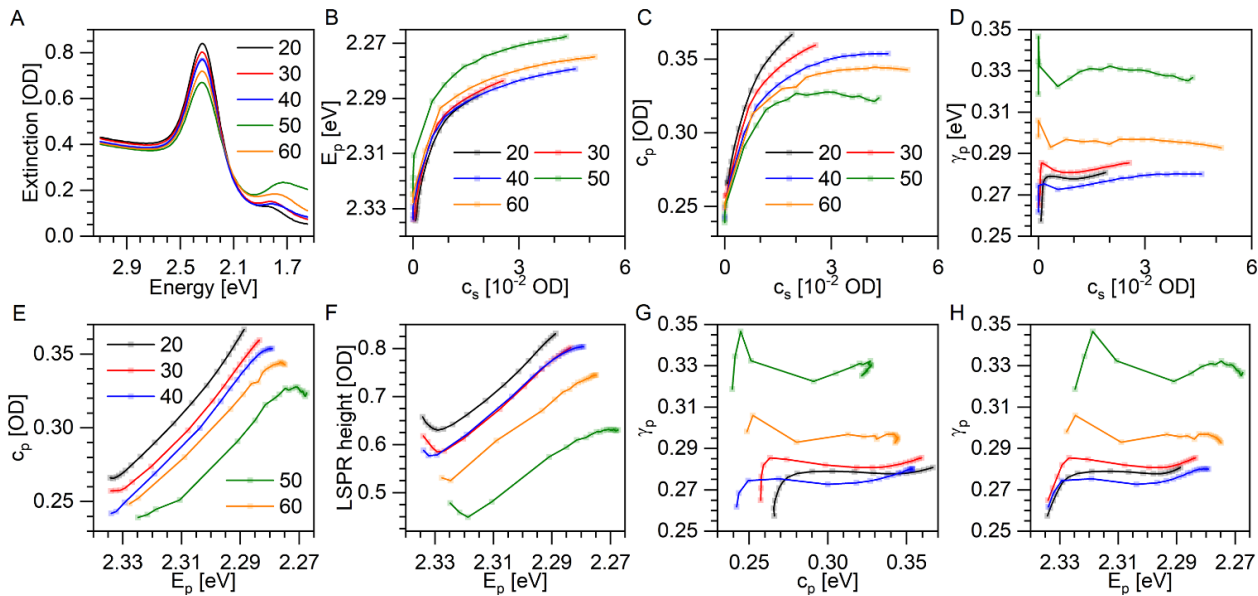 A
Extinction [OD]
0.8
0.6
0.4
0.2
0.0
2.9 2.5 2.1 1.7
Energy [eV]
20
30
40
50
60
B
E_p [eV]
2.27
2.29
2.31
2.33
0 3 6
c_s [10^-2 OD]
20 30
40 50
60
C
c_p [OD]
0.35
0.30
0.25
0 3 6
c_s [10^-2 OD]
20 30
40 50
60
D
γ_p [eV]
0.35
0.33
0.31
0.29
0.27
0.25
0 3 6
c_s [10^-2 OD]
E
c_p [OD]
0.35
0.30
0.25
2.33 2.31 2.29 2.27
E_p [eV]
20
30
40
50
60
F
LSPR height [OD]
0.8
0.7
0.6
0.5
2.33 2.31 2.29 2.27
E_p [eV]
G
γ_p
0.35
0.33
0.31
0.29
0.27
0.25
0.25 0.30 0.35
c_p [eV]
H
γ_p
0.35
0.33
0.31
0.29
0.27
0.25
2.33 2.31 2.29 2.27
E_p [eV]